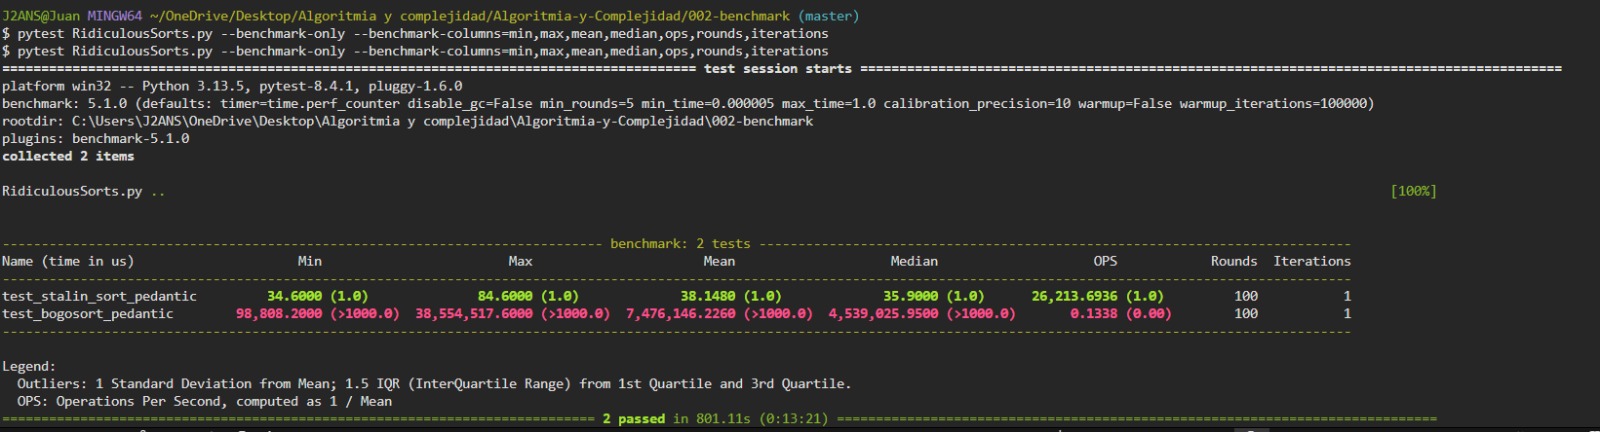 J2ANS@Juan MINGW64 ~/OneDrive/Desktop/Algoritmia y complejidad/Algoritmia-y-Complejidad/002-benchmark (master)
$ pytest RidiculousSorts.py --benchmark-only --benchmark-columns=min,max,mean,median,ops,rounds,iterations
$ pytest RidiculousSorts.py --benchmark-only --benchmark-columns=min,max,mean,median,ops,rounds,iterations
=============== test session starts ===============
platform win32 -- Python 3.13.5, pytest-8.4.1, pluggy-1.6.0
benchmark: 5.1.0 (defaults: timer=time.perf_counter disable_gc=False min_rounds=5 min_time=0.000005 max_time=1.0 calibration_precision=10 warmup=False warmup_iterations=100000)
rootdir: C:\Users\J2ANS\OneDrive\Desktop\Algoritmia y complejidad\Algoritmia-y-Complejidad\002-benchmark
plugins: benchmark-5.1.0
collected 2 items
RidiculousSorts.py .. [100%]
--------------- benchmark: 2 tests ---------------
Name (time in us) Min Max Mean Median OPS Rounds Iterations
test_stalin_sort_pedantic 34.6000 (1.0) 84.6000 (1.0) 38.1480 (1.0) 35.9000 (1.0) 26,213.6936 (1.0) 100 1
test_bogosort_pedantic 98,808.2000 (>1000.0) 38,554,517.6000 (>1000.0) 7,476,146.2260 (>1000.0) 4,539,025.9500 (>1000.0) 0.1338 (0.00) 100 1
Legend:
Outliers: 1 Standard Deviation from Mean; 1.5 IQR (InterQuartile Range) from 1st Quartile and 3rd Quartile.
OPS: Operations Per Second, computed as 1 / Mean
=============== 2 passed in 801.11s (0:13:21) ===============